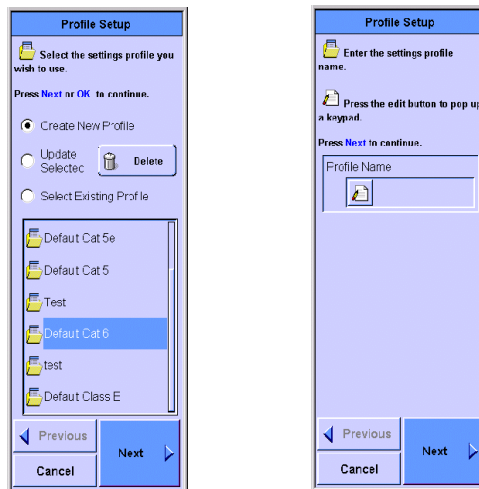 Profile Setup
Select the settings profile you
wish to use.
Press Next or OK to continue.
Create New Profile
Update
Selectec
Delete
Select Existing Profile
Defaut Cat 5e
Defaut Cat 5
Test
Defaut Cat 6
test
Defaut Class E
Previous
Next
Cancel
Profile Setup
Enter the settings profile
name.
Press the edit button to pop up
a keypad.
Press Next to continue.
Profile Name
Previous
Next
Cancel